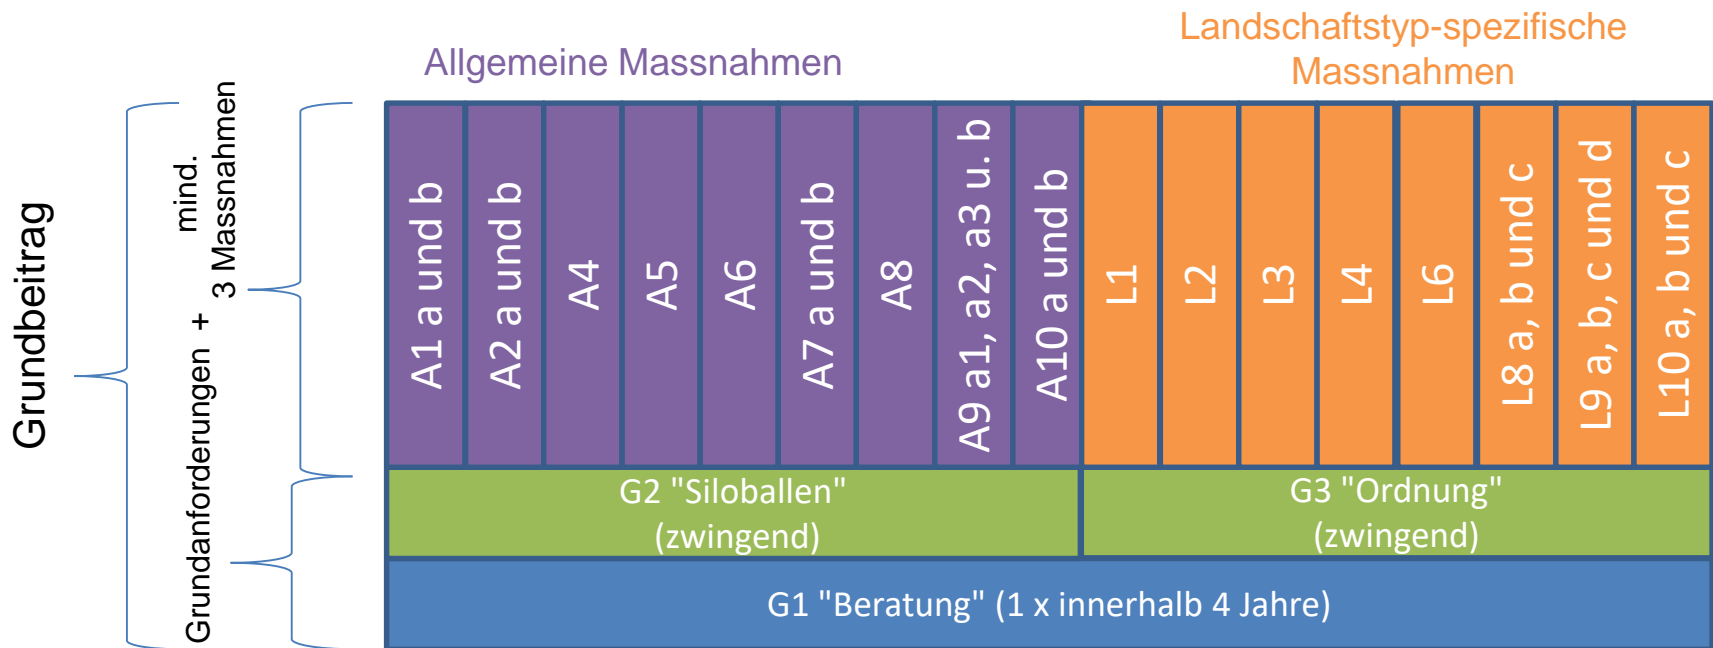 Allgemeine Massnahmen
Landschaftstyp-spezifische
Massnahmen
Grundbeitrag
Grundanforderungen +
mind.
3 Massnahmen
A1 a und b
A2 a und b
A4
A5
A6
A7 a und b
A8
A9 a1, a2, a3 u. b
A10 a und b
L1
L2
L3
L4
L6
L8 a, b und c
L9 a, b, c und d
L10 a, b und c
G2 "Siloballen"
(zwingend)
G3 "Ordnung"
(zwingend)
G1 "Beratung" (1 x innerhalb 4 Jahre)